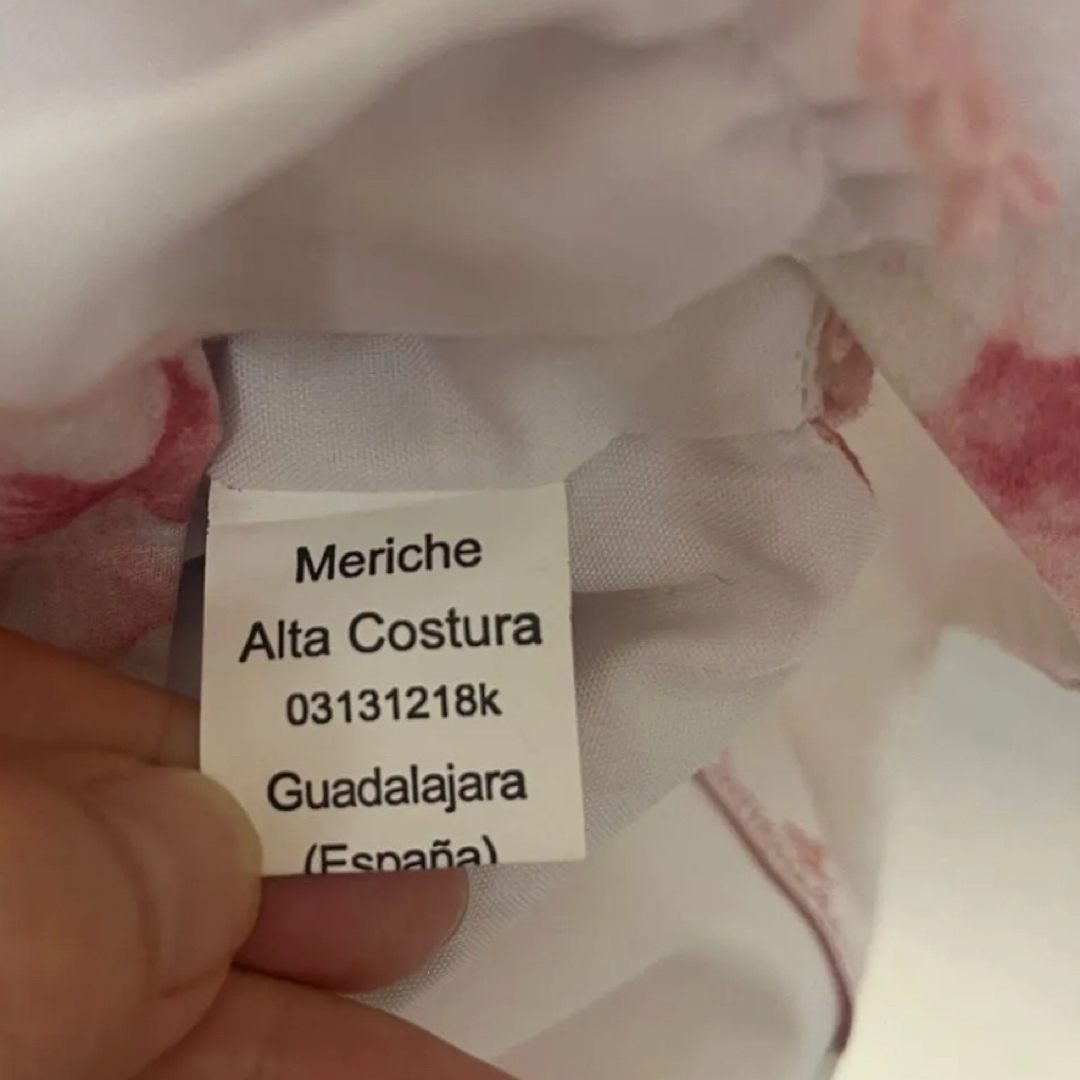 Meriche
Alta Costura
03131218k
Guadalajara
(España)